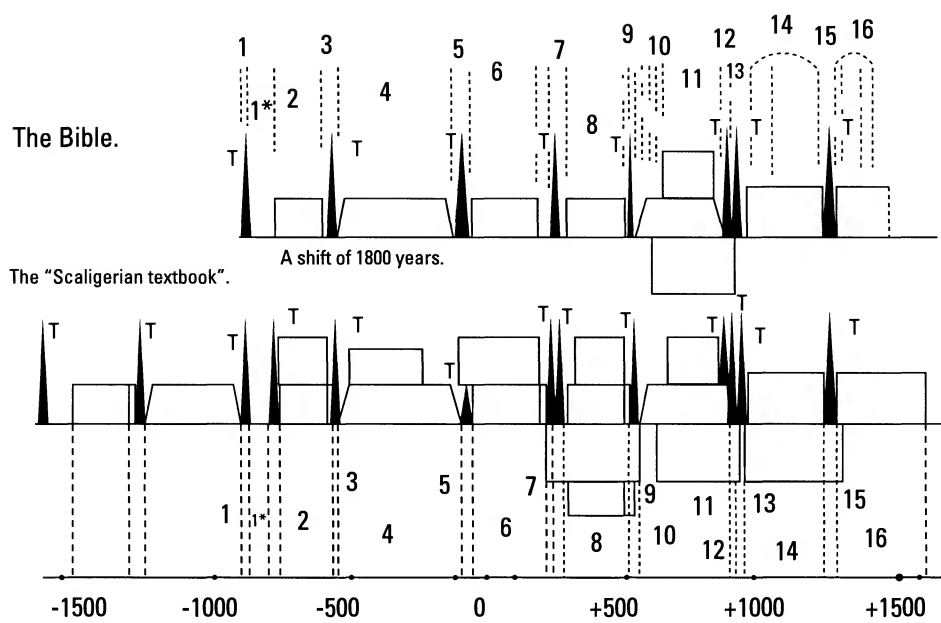 1 3 5 7 9 10 12 14 15 16
1* 2 4 6 8 11 13
The Bible.
T T T T T T T T
A shift of 1800 years.
The “Scaligerian textbook”.
T T T T T T T T T T T T
1 1* 2 3 4 5 6 7 8 9 10 11 12 13 14 15 16
-1500 -1000 -500 0 +500 +1000 +1500